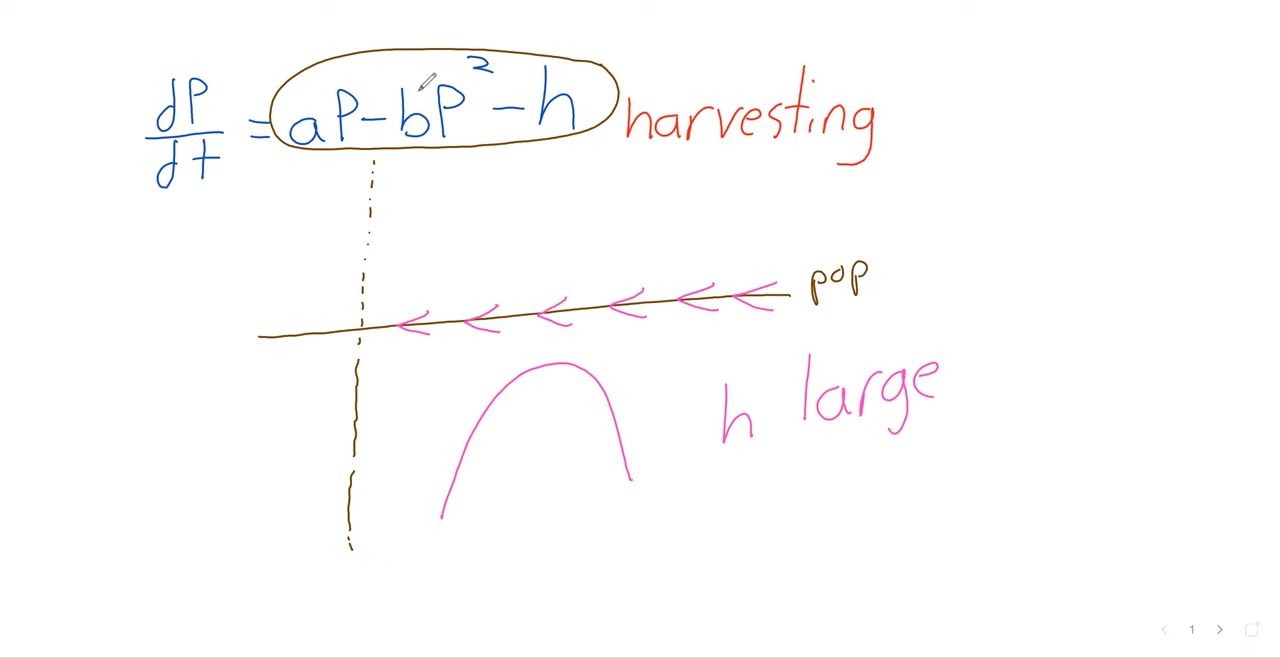 dP/dt = aP - bP² - h harvesting
pop
h large
1